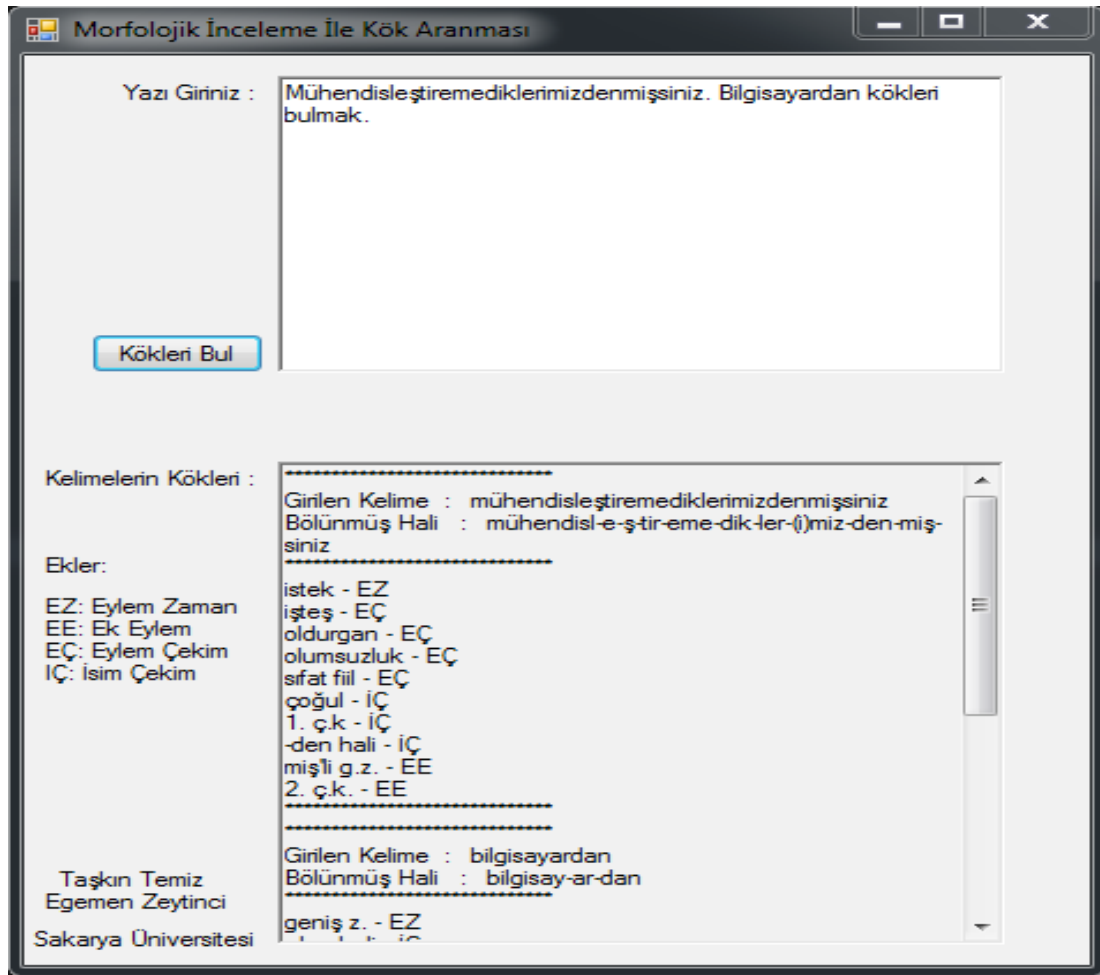 Morfolojik İnceleme İle Kök Aranması
Yazı Giriniz :
Mühendisleştiremediklerimizdenmişsiniz. Bilgisayardan kökleri
bulmak.
Kökleri Bul
Kelimelerin Kökleri :
Ekler:
EZ: Eylem Zaman
EE: Ek Eylem
EÇ: Eylem Çekim
IÇ: İsim Çekim
Taşkın Temiz
Egemen Zeytinci
Sakarya Üniversitesi
*****************************
Girilen Kelime : mühendisleştiremediklerimizdenmişsiniz
Bölünmüş Hali : mühendisl-e-ş-tir-eme-dik-ler-(i)miz-den-miş-
siniz
*****************************
istek - EZ
işteş - EÇ
oldurgan - EÇ
olumsuzluk - EÇ
sıfat fiil - EÇ
çoğul - İÇ
1. ç.k - İÇ
-den hali - İÇ
miş'li g.z. - EE
2. ç.k. - EE
*****************************
*****************************
Girilen Kelime : bilgisayardan
Bölünmüş Hali : bilgisay-ar-dan
*****************************
geniş z. - EZ